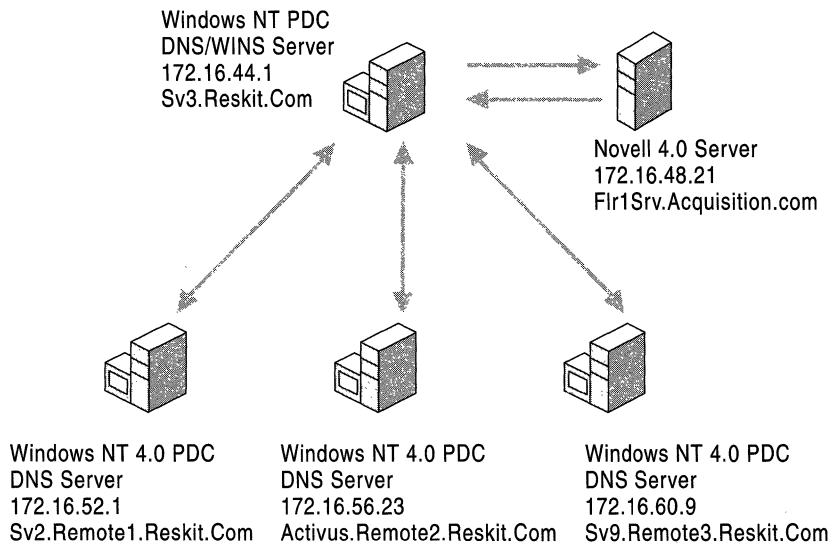 Windows NT PDC
DNS/WINS Server
172.16.44.1
Sv3.Reskit.Com
Novell 4.0 Server
172.16.48.21
Flr1Srv.Acquisition.com
Windows NT 4.0 PDC
DNS Server
172.16.52.1
Sv2.Remote1.Reskit.Com
Windows NT 4.0 PDC
DNS Server
172.16.56.23
Activus.Remote2.Reskit.Com
Windows NT 4.0 PDC
DNS Server
172.16.60.9
Sv9.Remote3.Reskit.Com